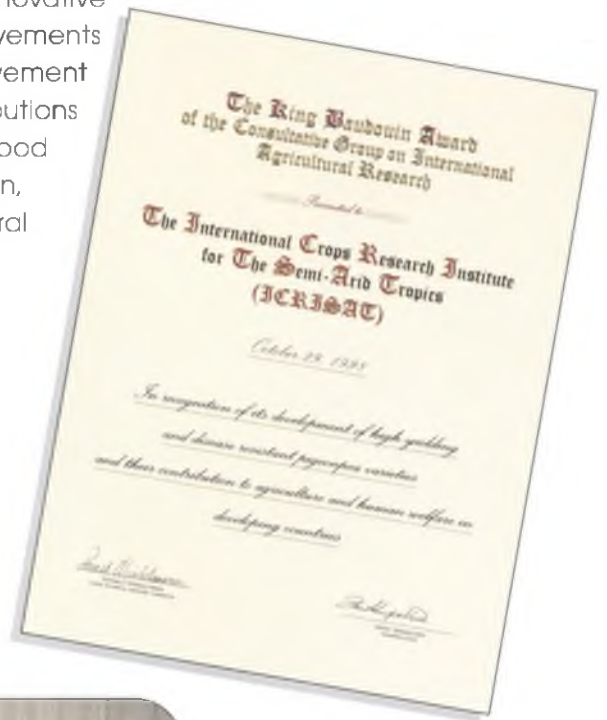 novative
vements
vement
outions
ood
n,
ral
The King Baudouin Award
of the Consultative Group on International
Agricultural Research
Presented to
The International Crops Research Institute
for The Semi-Arid Tropics
(ICRISAT)
October 29,
In recognition of its development of high yielding
and disease resistant pigeonpea varieties
and their contribution to agriculture and human welfare in
developing countries